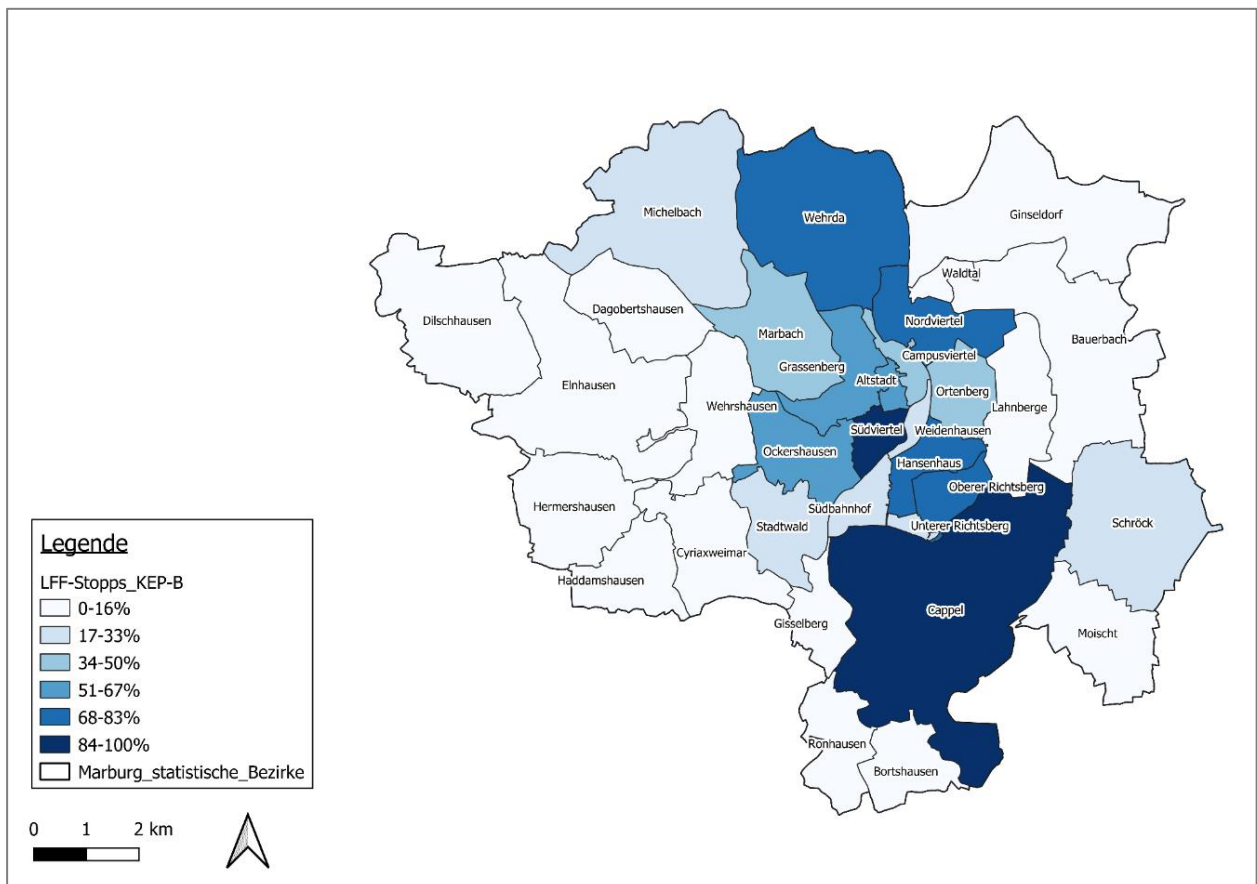 Michelbach
Wehrda
Ginseldorf
Waldtal
Dilschhausen
Dagobertshausen
Nordviertel
Marbach
Bauerbach
Campusviertel
Grassenberg
Altstadt
Elnhausen
Ortenberg
Wehrshausen
Lahnberge
Südviertel
Weidenhausen
Ockershausen
Hansenhaus
Oberer Richtsberg
Hermershausen
Südbahnhof
Stadtwald
Unterer Richtsberg
Schröck
Cyriaxweimar
Haddamshausen
Cappel
Gisselberg
Moischt
Ronhausen
Bortshausen
Legende
LFF-Stopps_KEP-B
0-16%
17-33%
34-50%
51-67%
68-83%
84-100%
Marburg_statistische_Bezirke
0 1 2 km